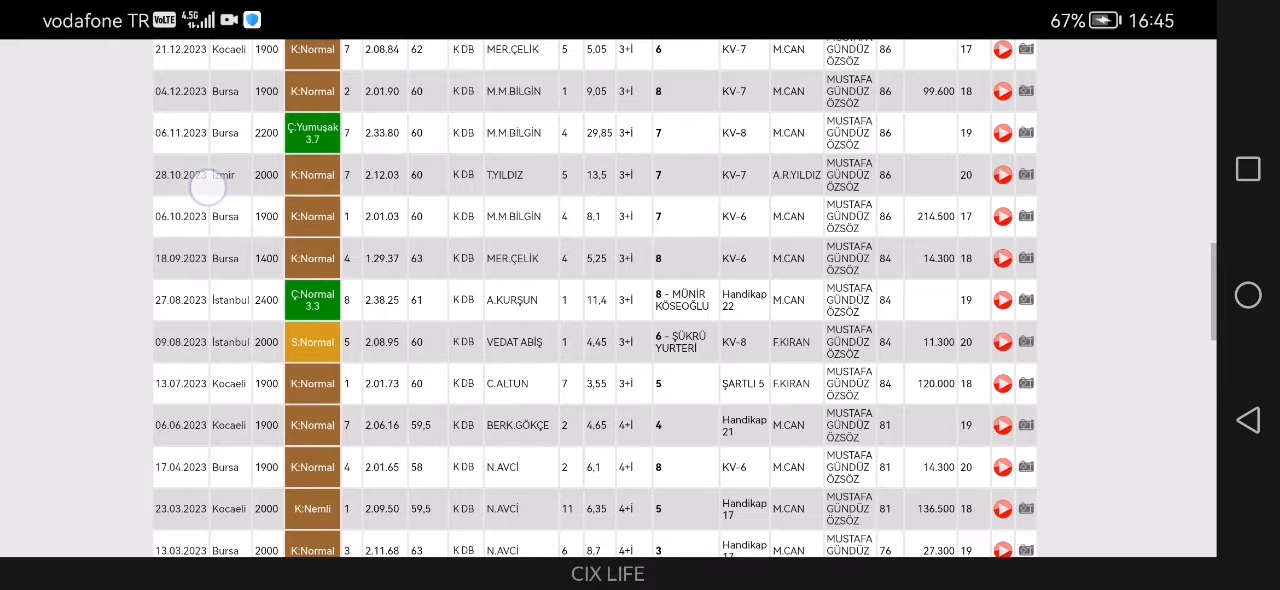 vodafone TR VoLTE 4.5G 67% 16:45
21.12.2023 Kocaeli 1900 K:Normal 7 2.08.84 62 K DB MER.ÇELİK 5 5,05 3+İ 6 KV-7 M.CAN MUSTAFA GÜNDÜZ ÖZSÖZ 86 17
04.12.2023 Bursa 1900 K:Normal 2 2.01.90 60 K DB M.M.BİLGİN 1 9,05 3+İ 8 KV-7 M.CAN MUSTAFA GÜNDÜZ ÖZSÖZ 86 99.600 18
06.11.2023 Bursa 2200 Ç:Yumuşak 3.7 7 2.33.80 60 K DB M.M.BİLGİN 4 29,85 3+İ 7 KV-8 M.CAN MUSTAFA GÜNDÜZ ÖZSÖZ 86 19
28.10.2023 İzmir 2000 K:Normal 7 2.12.03 60 K DB T.YILDIZ 5 13,5 3+İ 7 KV-7 A.R.YILDIZ MUSTAFA GÜNDÜZ ÖZSÖZ 86 20
06.10.2023 Bursa 1900 K:Normal 1 2.01.03 60 K DB M.M.BİLGİN 4 8,1 3+İ 7 KV-6 M.CAN MUSTAFA GÜNDÜZ ÖZSÖZ 86 214.500 17
18.09.2023 Bursa 1400 K:Normal 4 1.29.37 63 K DB MER.ÇELİK 4 5,25 3+İ 8 KV-6 M.CAN MUSTAFA GÜNDÜZ ÖZSÖZ 84 14.300 18
27.08.2023 İstanbul 2400 Ç:Normal 3.3 8 2.38.25 61 K DB A.KURŞUN 1 11,4 3+İ 8 - MÜNİR KÖSEOĞLU Handikap 22 M.CAN MUSTAFA GÜNDÜZ ÖZSÖZ 84 19
09.08.2023 İstanbul 2000 S:Normal 5 2.08.95 60 K DB VEDAT ABİŞ 1 4,45 3+İ 6 - ŞÜKRÜ YURTERİ KV-8 F.KIRAN MUSTAFA GÜNDÜZ ÖZSÖZ 84 11.300 20
13.07.2023 Kocaeli 1900 K:Normal 1 2.01.73 60 K DB C.ALTUN 7 3,55 3+İ 5 ŞARTLI 5 F.KIRAN MUSTAFA GÜNDÜZ ÖZSÖZ 84 120.000 18
06.06.2023 Kocaeli 1900 K:Normal 7 2.06.16 59,5 K DB BERK.GÖKÇE 2 4,65 4+İ 4 Handikap 21 M.CAN MUSTAFA GÜNDÜZ ÖZSÖZ 81 19
17.04.2023 Bursa 1900 K:Normal 4 2.01.65 58 K DB N.AVCİ 2 6,1 4+İ 8 KV-6 M.CAN MUSTAFA GÜNDÜZ ÖZSÖZ 81 14.300 20
23.03.2023 Kocaeli 2000 K:Nemli 1 2.09.50 59,5 K DB N.AVCİ 11 6,35 4+İ 5 Handikap 17 M.CAN MUSTAFA GÜNDÜZ ÖZSÖZ 81 136.500 18
13.03.2023 Bursa 2000 K:Normal 3 2.11.68 63 K DB N.AVCİ 6 8,7 4+İ 3 Handikap 17 M.CAN MUSTAFA GÜNDÜZ 76 27.300 19
CIX LIFE